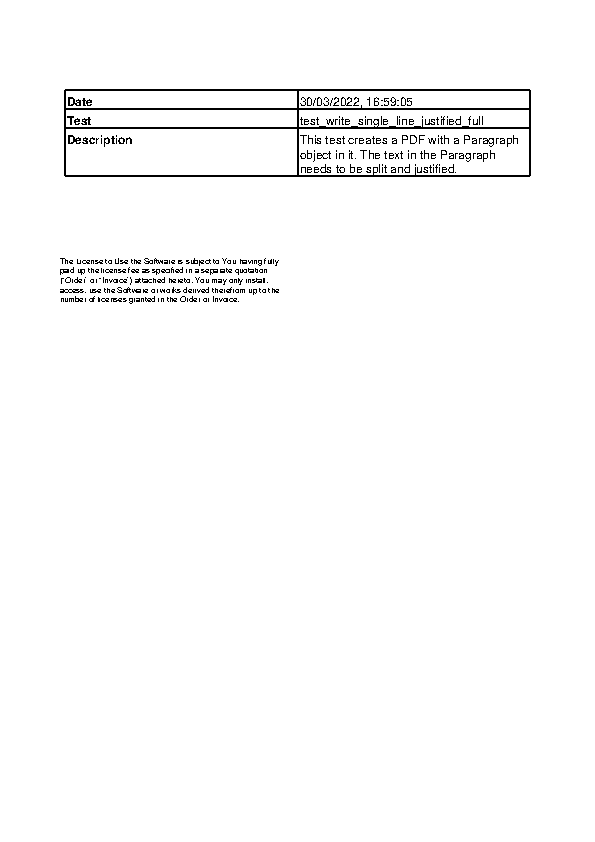 Date 30/03/2022, 16:59:05
Test test_write_single_line_justified_full
Description This test creates a PDF with a Paragraph
object in it. The text in the Paragraph
needs to be split and justified.
The License to Use the Software is subject to You having fully
paid up the license fee as specified in a separate quotation
("Order" or "Invoice") attached hereto. You may only install,
access, use the Software or works derived therefrom up to the
number of licenses granted in the Order or Invoice.